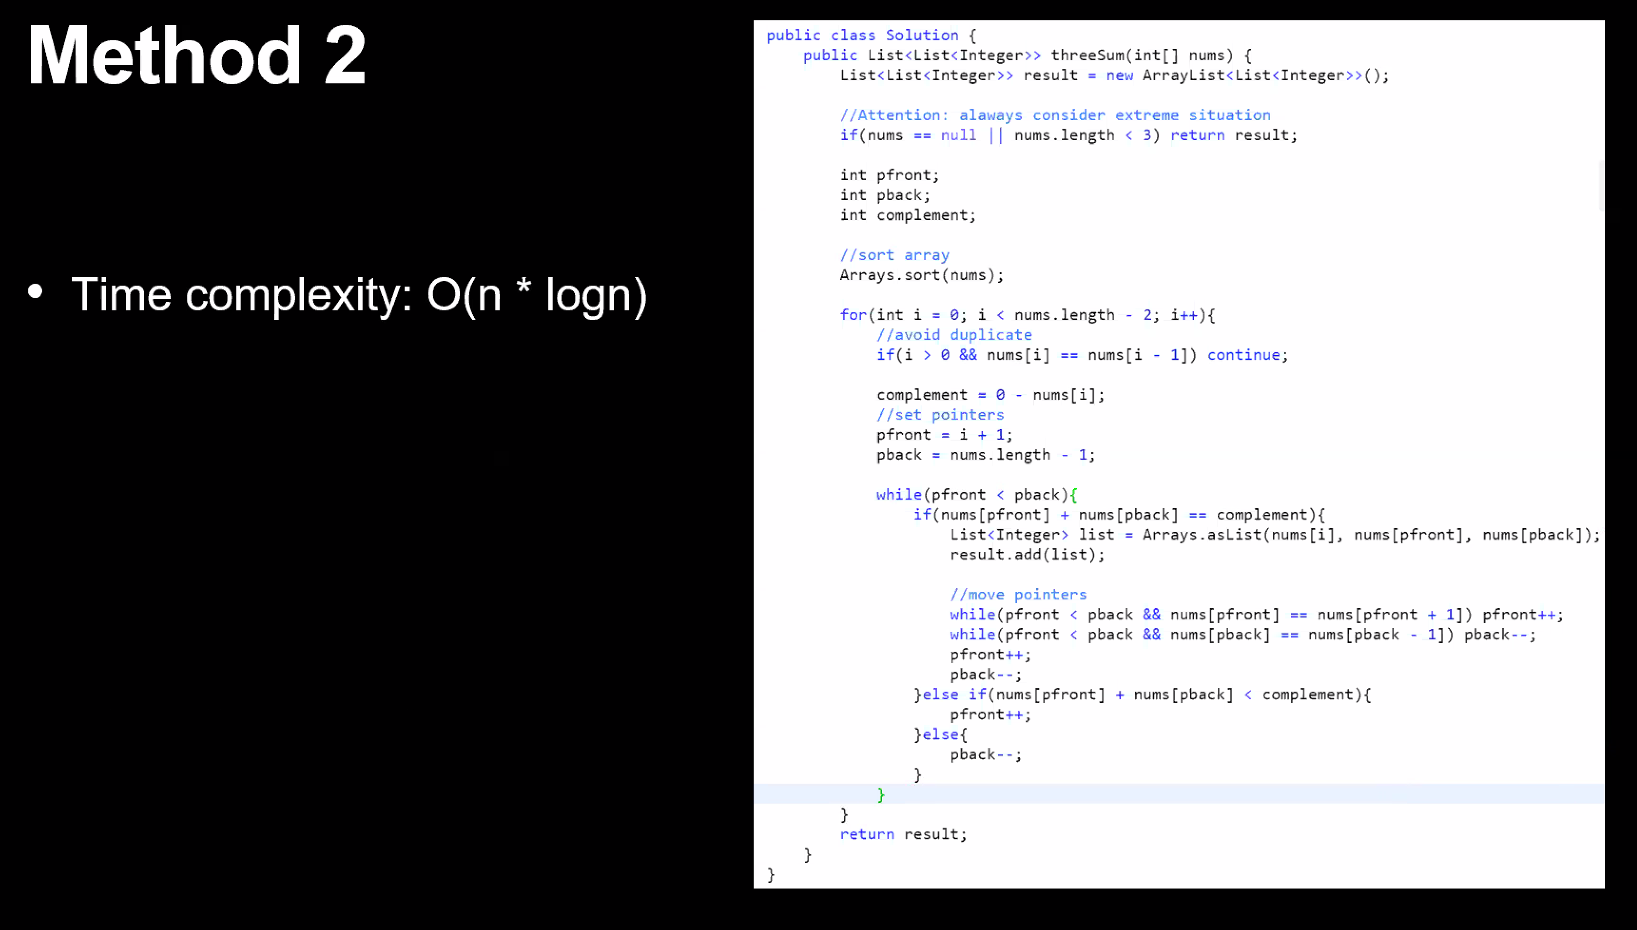 Method 2
• Time complexity: O(n * logn)
public class Solution {
public List<List<Integer>> threeSum(int[] nums) {
List<List<Integer>> result = new ArrayList<List<Integer>>();
//Attention: alaways consider extreme situation
if(nums == null || nums.length < 3) return result;
int pfront;
int pback;
int complement;
//sort array
Arrays.sort(nums);
for(int i = 0; i < nums.length - 2; i++){
//avoid duplicate
if(i > 0 && nums[i] == nums[i - 1]) continue;
complement = 0 - nums[i];
//set pointers
pfront = i + 1;
pback = nums.length - 1;
while(pfront < pback){
if(nums[pfront] + nums[pback] == complement){
List<Integer> list = Arrays.asList(nums[i], nums[pfront], nums[pback]);
result.add(list);
//move pointers
while(pfront < pback && nums[pfront] == nums[pfront + 1]) pfront++;
while(pfront < pback && nums[pback] == nums[pback - 1]) pback--;
pfront++;
pback--;
}else if(nums[pfront] + nums[pback] < complement){
pfront++;
}else{
pback--;
}
}
}
return result;
}
}